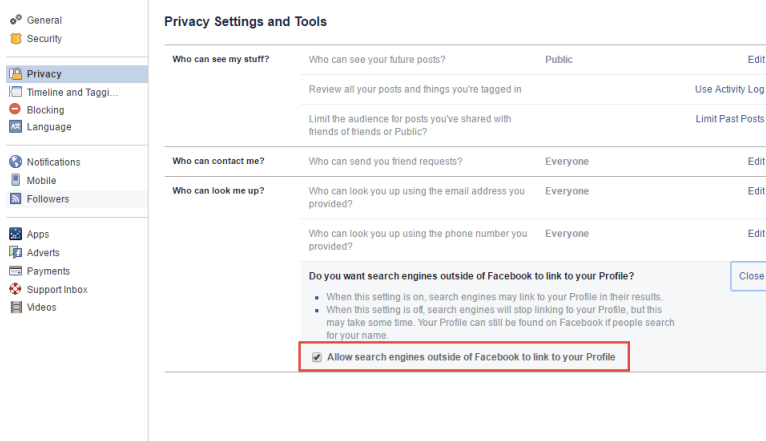 General
Security
Privacy
Timeline and Taggi...
Blocking
Language
Notifications
Mobile
Followers
Apps
Adverts
Payments
Support Inbox
Videos
Privacy Settings and Tools
Who can see my stuff? Who can see your future posts? Public Edit
Review all your posts and things you're tagged in Use Activity Log
Limit the audience for posts you've shared with Limit Past Posts
friends of friends or Public?
Who can contact me? Who can send you friend requests? Everyone Edit
Who can look me up? Who can look you up using the email address you Everyone Edit
provided?
Who can look you up using the phone number you Everyone Edit
provided?
Do you want search engines outside of Facebook to link to your Profile? Close
When this setting is on, search engines may link to your Profile in their results.
When this setting is off, search engines will stop linking to your Profile, but this
may take some time. Your Profile can still be found on Facebook if people search
for your name.
Allow search engines outside of Facebook to link to your Profile